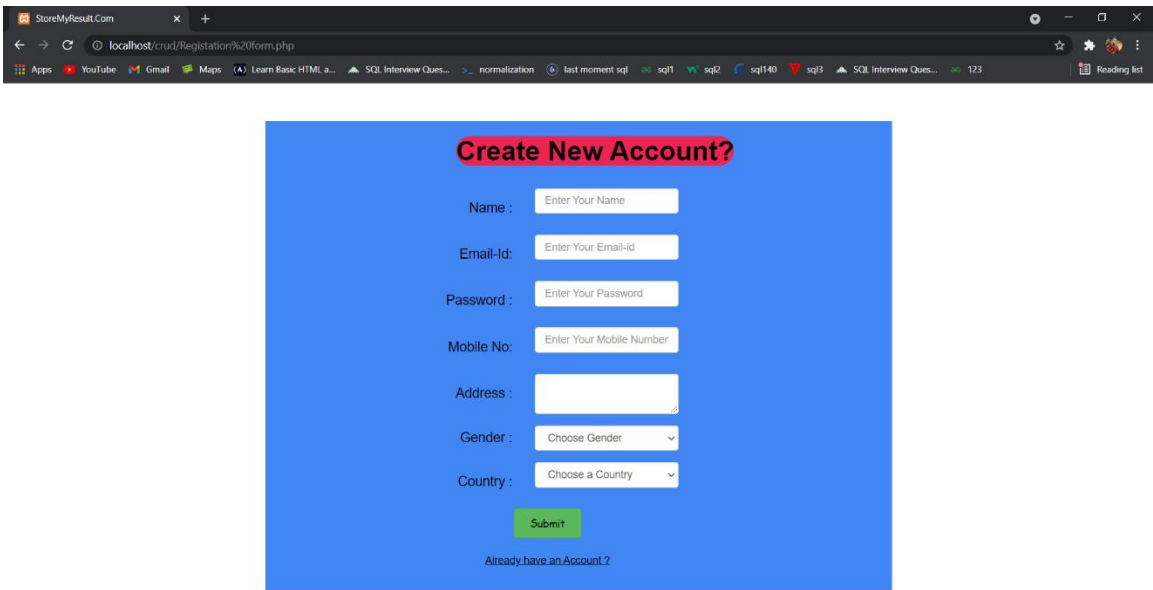 StoreMyResult.Com
localhost/crud/Registation%20form.php
Apps YouTube Gmail Maps Learn Basic HTML a... SQL Interview Ques... normalization last moment sql sql1 sql2 sql140 sql3 SQL Interview Ques... 123 Reading list
Create New Account?
Name : Enter Your Name
Email-Id: Enter Your Email-id
Password : Enter Your Password
Mobile No: Enter Your Mobile Number
Address :
Gender : Choose Gender
Country : Choose a Country
Submit
Already have an Account ?